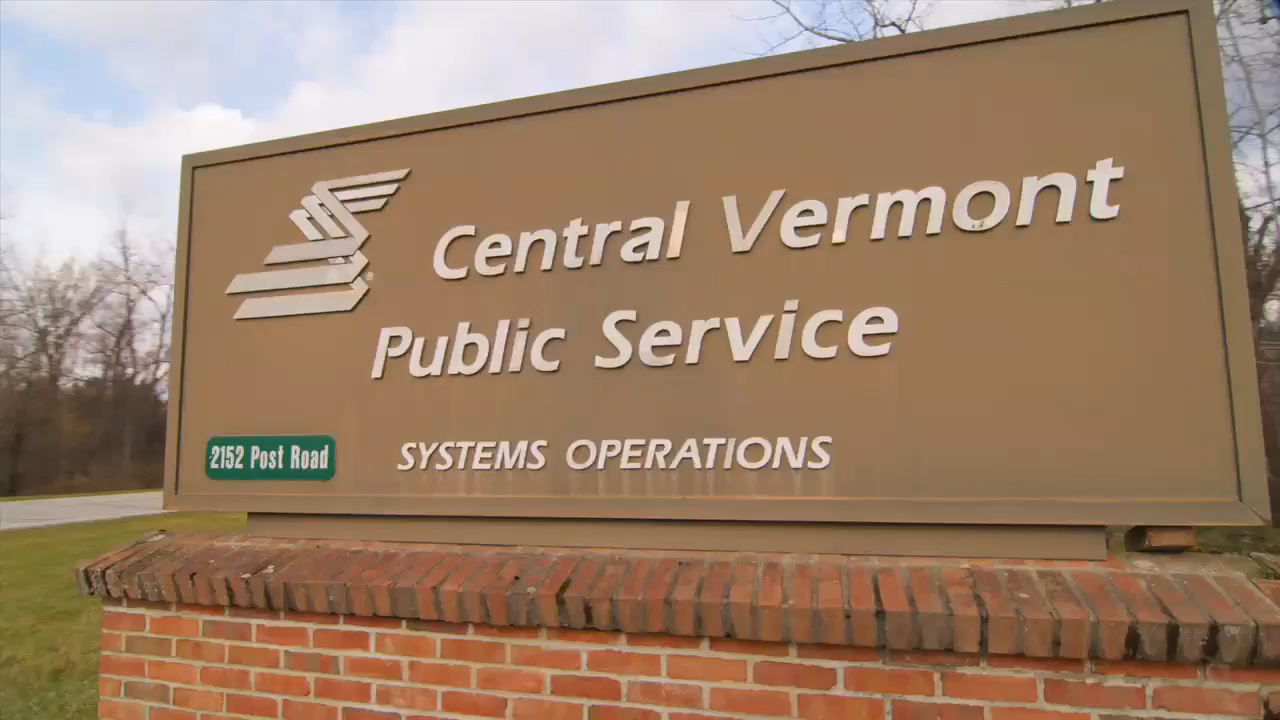 Central Vermont
Public Service
2152 Post Road
SYSTEMS OPERATIONS